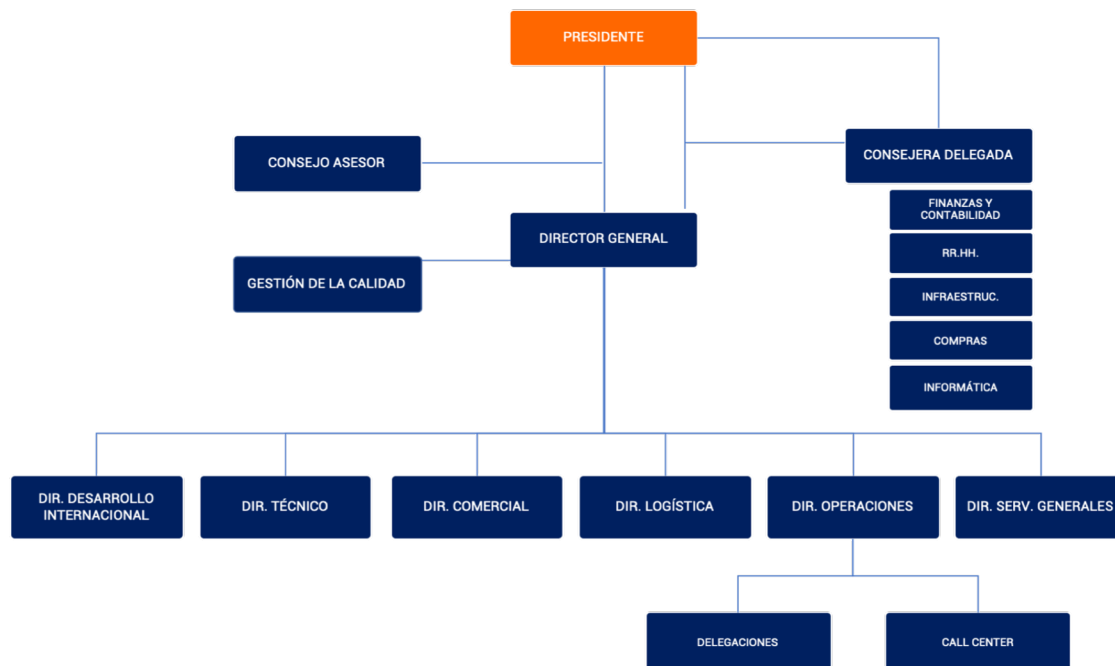 PRESIDENTE
CONSEJO ASESOR
CONSEJERA DELEGADA
FINANZAS Y
CONTABILIDAD
RR.HH.
INFRAESTRUC.
COMPRAS
INFORMÁTICA
DIRECTOR GENERAL
GESTIÓN DE LA CALIDAD
DIR. DESARROLLO
INTERNACIONAL
DIR. TÉCNICO
DIR. COMERCIAL
DIR. LOGÍSTICA
DIR. OPERACIONES
DIR. SERV. GENERALES
DELEGACIONES
CALL CENTER